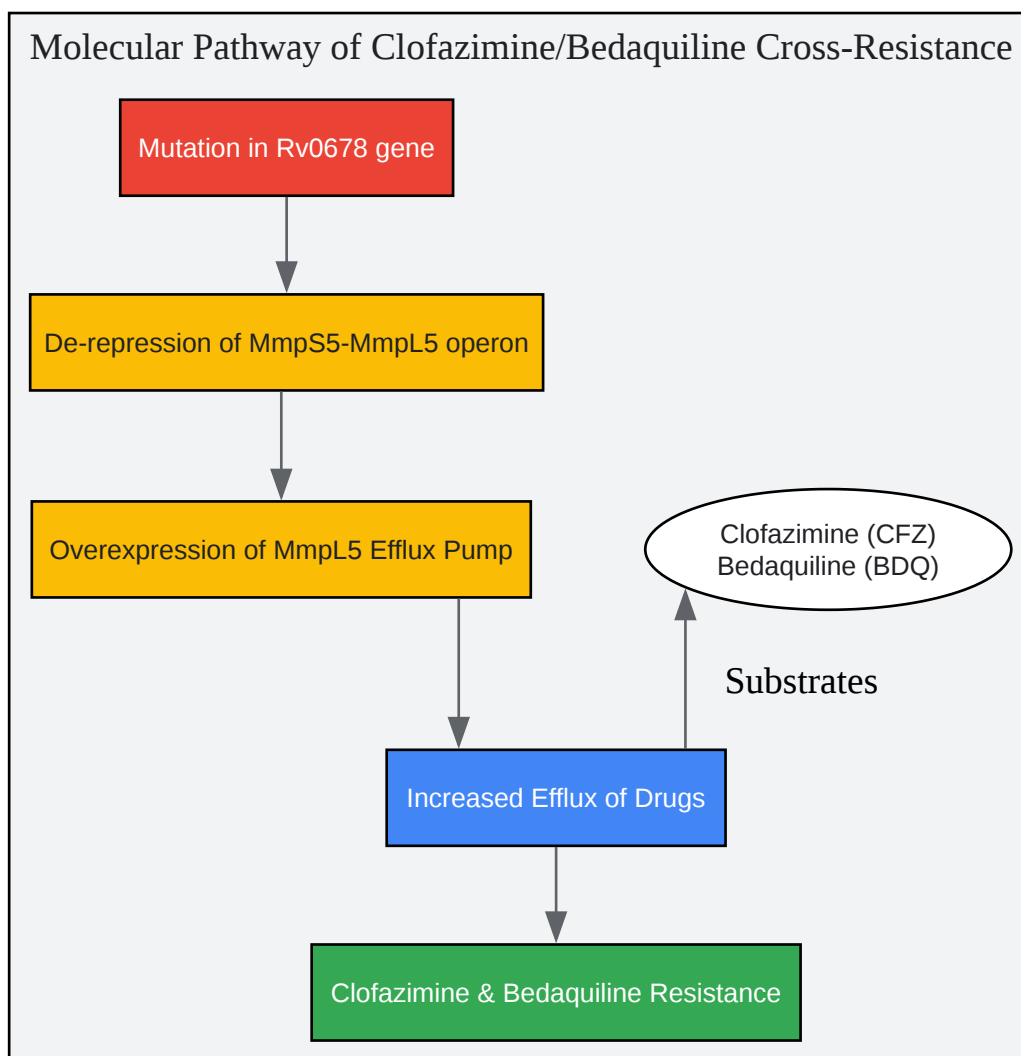 Molecular Pathway of Clofazimine/Bedaquiline Cross-Resistance
Mutation in Rv0678 gene
De-repression of MmpS5-MmpL5 operon
Overexpression of MmpL5 Efflux Pump
Clofazimine (CFZ)
Bedaquiline (BDQ)
Substrates
Increased Efflux of Drugs
Clofazimine & Bedaquiline Resistance